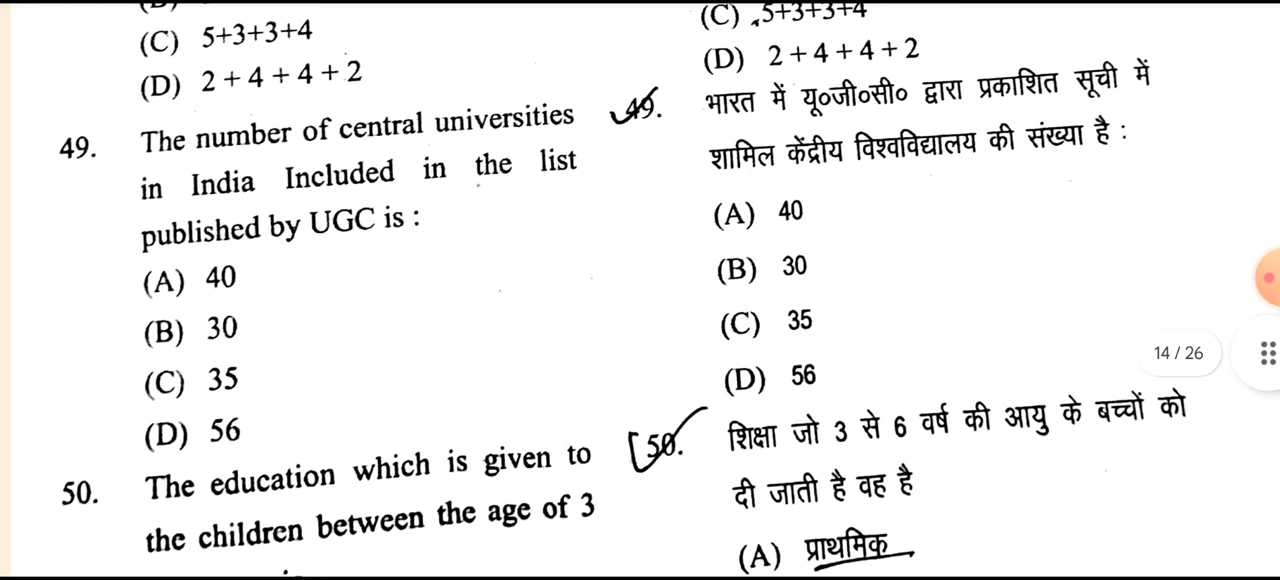 (C) 5+3+3+4
(D) 2+4+4+2
49. The number of central universities
in India Included in the list
published by UGC is :
(A) 40
(B) 30
(C) 35
(D) 56
50. The education which is given to
the children between the age of 3
(C) 5+3+3+4
(D) 2+4+4+2
49. भारत में यू०जी०सी० द्वारा प्रकाशित सूची में
शामिल केंद्रीय विश्वविद्यालय की संख्या है :
(A) 40
(B) 30
(C) 35
(D) 56
50. शिक्षा जो 3 से 6 वर्ष की आयु के बच्चों को
दी जाती है वह है
(A) प्राथमिक
14 / 26